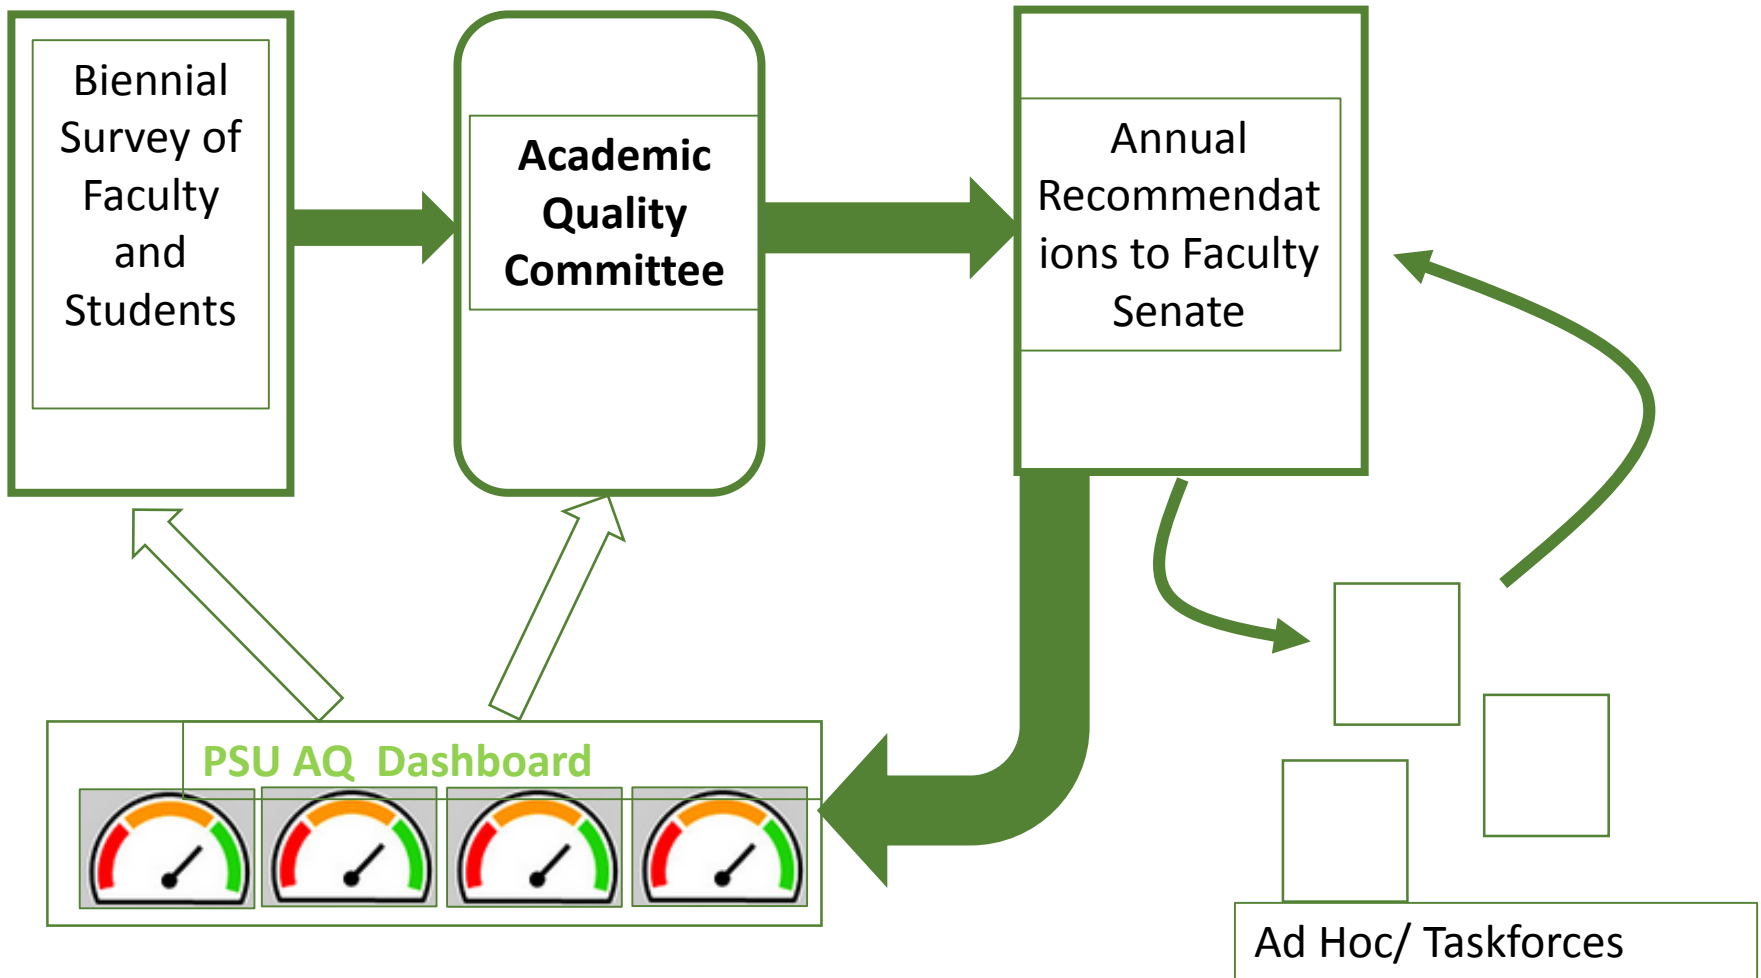 Biennial
Survey of
Faculty
and
Students
Academic
Quality
Committee
Annual
Recommendat
ions to Faculty
Senate
PSU AQ  Dashboard
Ad Hoc/ Taskforces